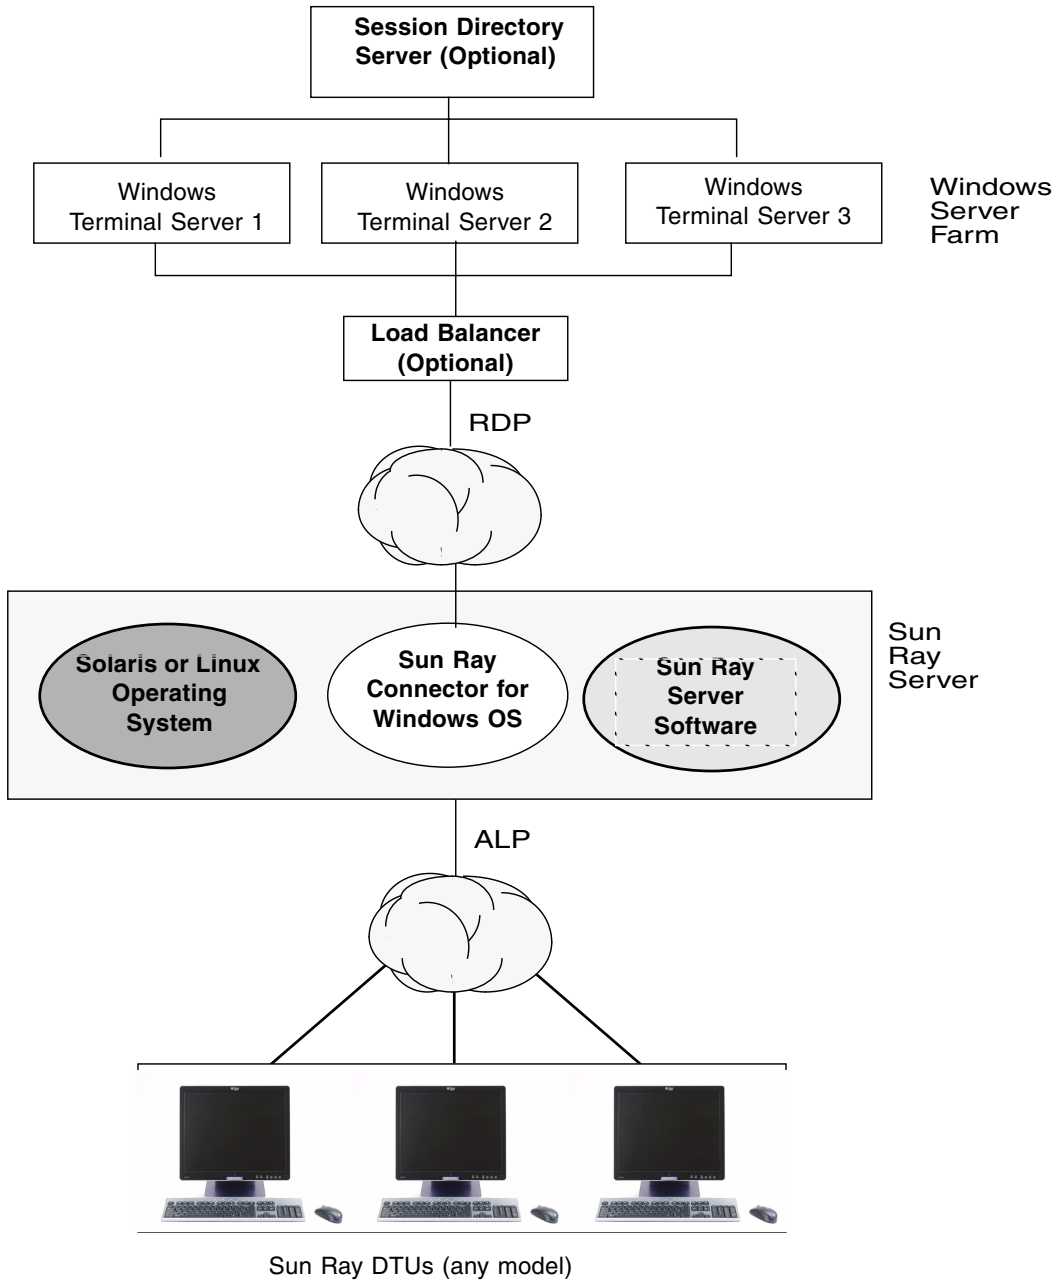 Session Directory
Server (Optional)
Windows
Terminal Server 1
Windows
Terminal Server 2
Windows
Terminal Server 3
Windows
Server
Farm
Load Balancer
(Optional)
RDP
Solaris or Linux
Operating
System
Sun Ray
Connector for
Windows OS
Sun Ray
Server
Software
Sun
Ray
Server
ALP
Sun Ray DTUs (any model)